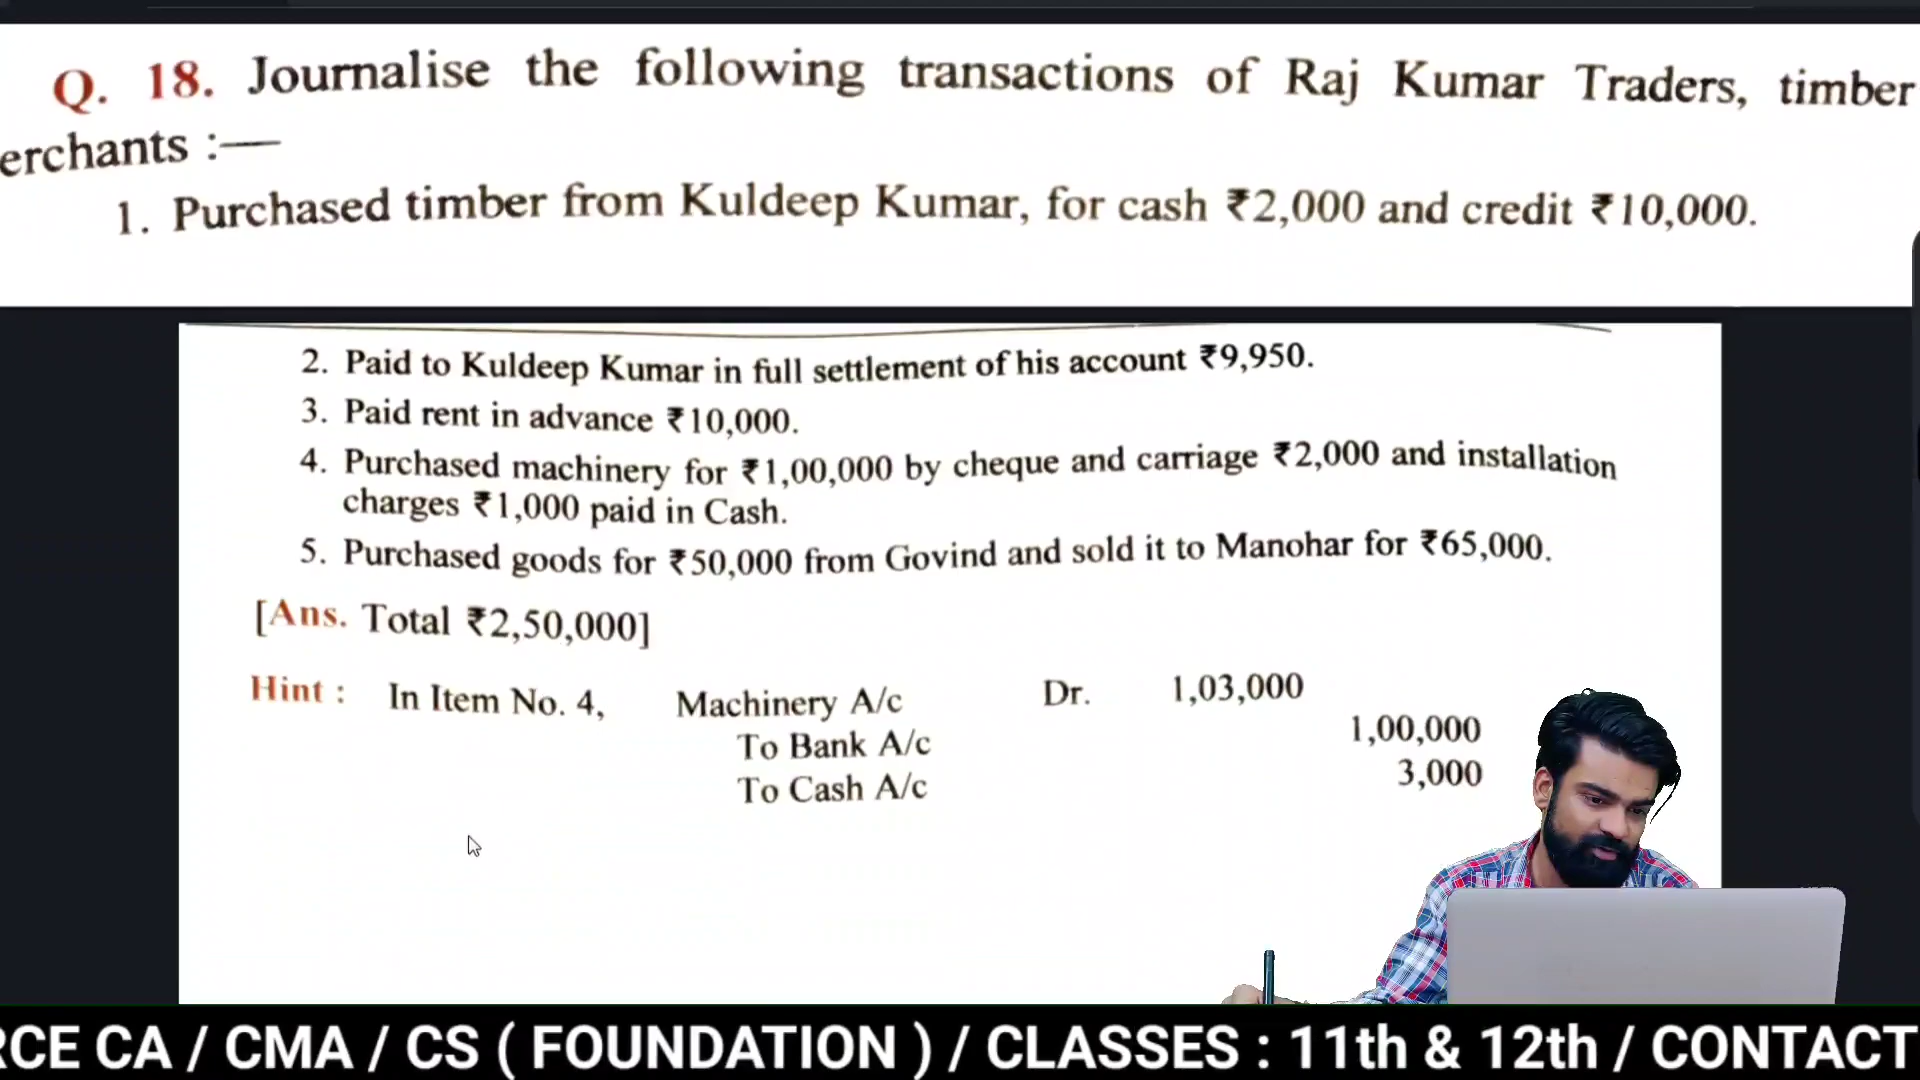 Q. 18. Journalise the following transactions of Raj Kumar Traders, timber
erchants :—
1. Purchased timber from Kuldeep Kumar, for cash ₹2,000 and credit ₹10,000.
2. Paid to Kuldeep Kumar in full settlement of his account ₹9,950.
3. Paid rent in advance ₹10,000.
4. Purchased machinery for ₹1,00,000 by cheque and carriage ₹2,000 and installation
charges ₹1,000 paid in Cash.
5. Purchased goods for ₹50,000 from Govind and sold it to Manohar for ₹65,000.
[Ans. Total ₹2,50,000]
Hint : In Item No. 4, Machinery A/c Dr. 1,03,000
To Bank A/c 1,00,000
To Cash A/c 3,000
RCE CA / CMA / CS ( FOUNDATION ) / CLASSES : 11th & 12th / CONTACT